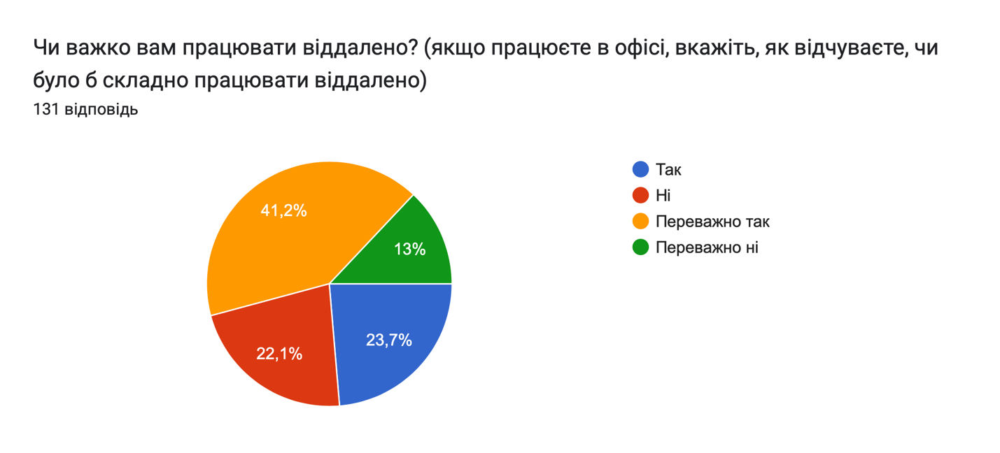 Чи важко вам працювати віддалено? (якщо працюєте в офісі, вкажіть, як відчуваєте, чи
було б складно працювати віддалено)
131 відповідь
Так
Ні
Переважно так
Переважно ні
41,2%
13%
23,7%
22,1%